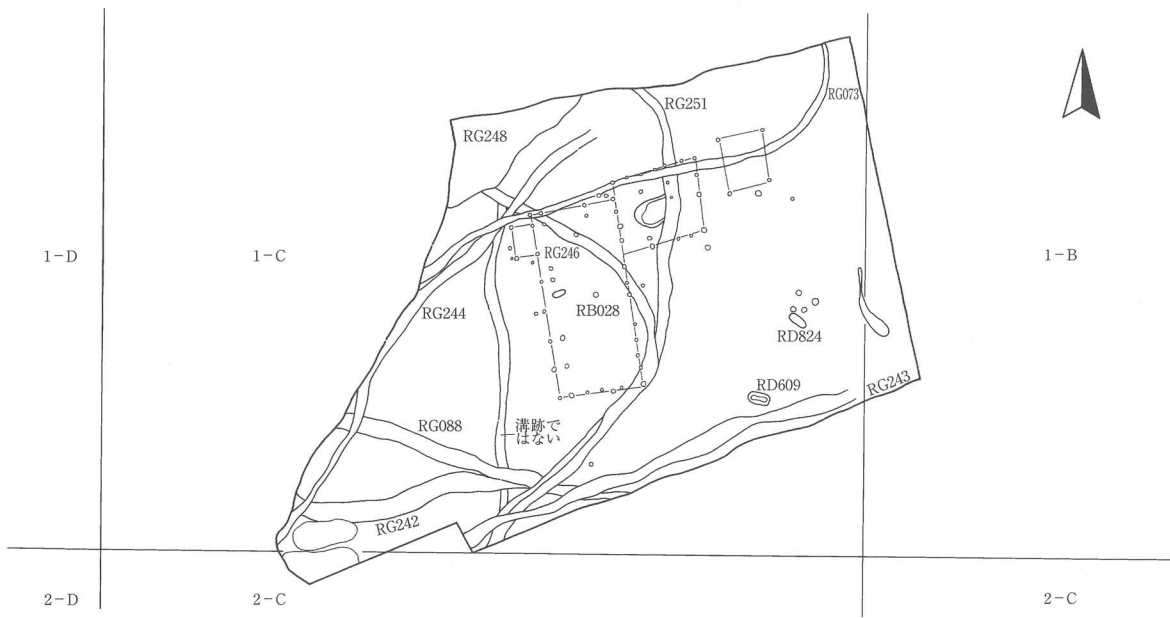 RG251
RG073
RG248
1-D
1-C
RG246
1-B
RG244
RB028
RD824
RD609
RG243
RG088
溝跡で
はない
RG242
2-D
2-C
2-C